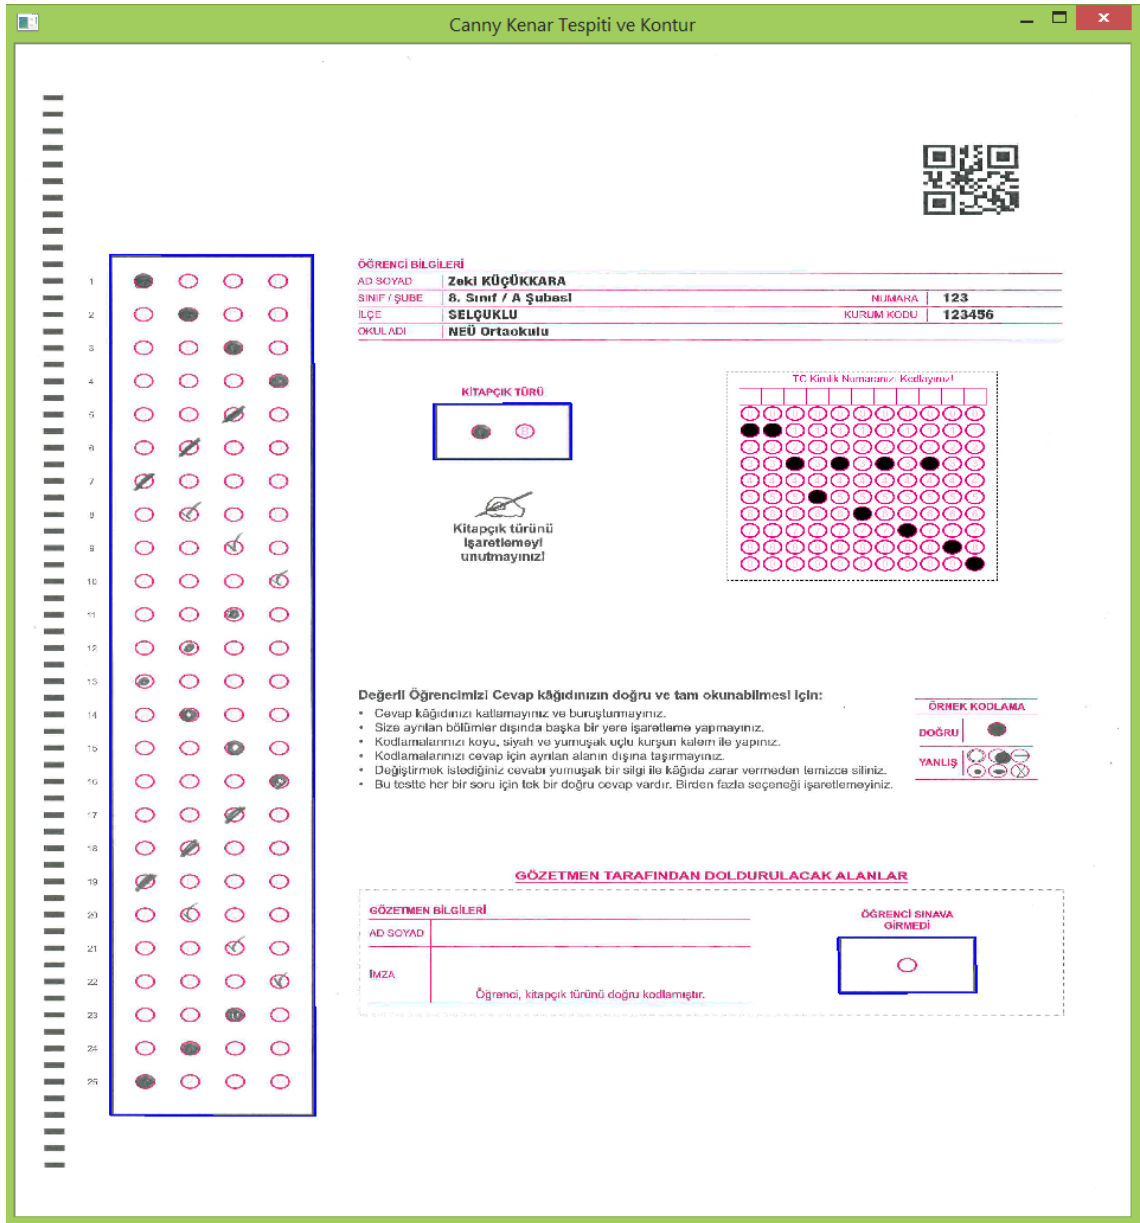 Canny Kenar Tespiti ve Kontur
ÖĞRENCİ BİLGİLERİ
AD SOYAD Zeki KÜÇÜKKARA
SINIF / ŞUBE 8. Sınıf / A Şubesi NUMARA 123
İLÇE SELÇUKLU KURUM KODU 123456
OKUL ADI NEÜ Ortaokulu
KİTAPÇIK TÜRÜ
B
Kitapçık türünü
işaretlemeyi
unutmayınız!
TC Kimlik Numaranızı Kodlayınız!
1
2
3
4
5
6
7
8
9
10
11
12
13
14
15
16
17
18
19
20
21
22
23
24
25
Değerli Öğrencimiz! Cevap kâğıdınızın doğru ve tam okunabilmesi için:
• Cevap kâğıdınızı katlamayınız ve buruşturmayınız.
• Size ayrılan bölümler dışında başka bir yere işaretleme yapmayınız.
• Kodlamalarınızı koyu, siyah ve yumuşak uçlu kurşun kalem ile yapınız.
• Kodlamalarınızı cevap için ayrılan alanın dışına taşırmayınız.
• Değiştirmek istediğiniz cevabı yumuşak bir silgi ile kâğıda zarar vermeden temizce siliniz.
• Bu testte her bir soru için tek bir doğru cevap vardır. Birden fazla seçeneği işaretlemeyiniz.
ÖRNEK KODLAMA
DOĞRU
YANLIŞ
GÖZETMEN TARAFINDAN DOLDURULACAK ALANLAR
GÖZETMEN BİLGİLERİ
AD SOYAD
İMZA
Öğrenci, kitapçık türünü doğru kodlamıştır.
ÖĞRENCİ SINAVA
GİRMEDİ